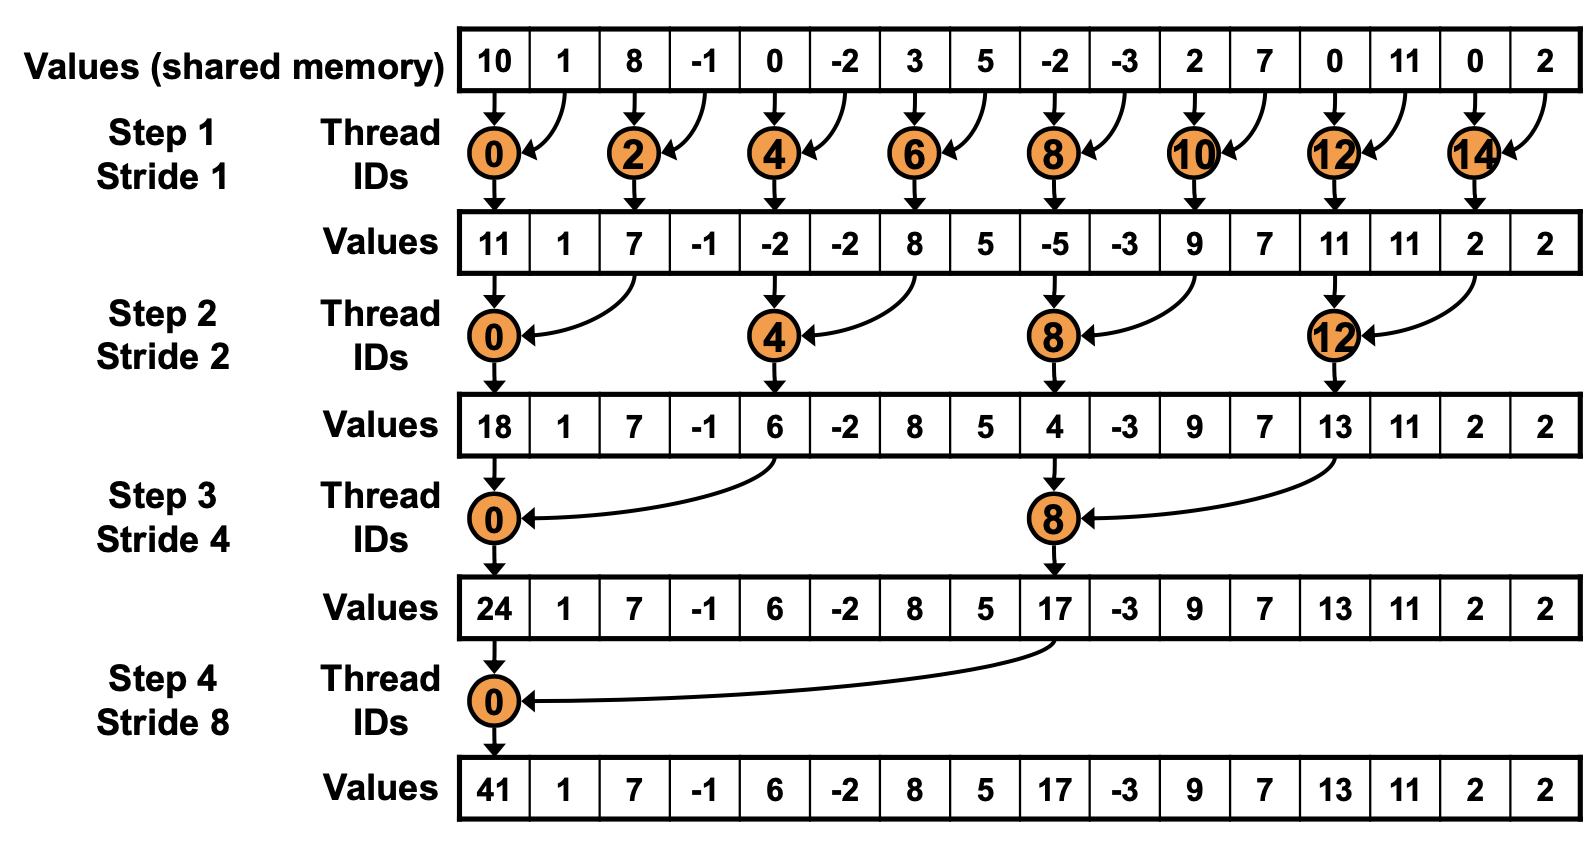 Values (shared memory) 10 1 8 -1 0 -2 3 5 -2 -3 2 7 0 11 0 2
Step 1 Thread
Stride 1 IDs
0 2 4 6 8 10 12 14
Values 11 1 7 -1 -2 -2 8 5 -5 -3 9 7 11 11 2 2
Step 2 Thread
Stride 2 IDs
0 4 8 12
Values 18 1 7 -1 6 -2 8 5 4 -3 9 7 13 11 2 2
Step 3 Thread
Stride 4 IDs
0 8
Values 24 1 7 -1 6 -2 8 5 17 -3 9 7 13 11 2 2
Step 4 Thread
Stride 8 IDs
0
Values 41 1 7 -1 6 -2 8 5 17 -3 9 7 13 11 2 2